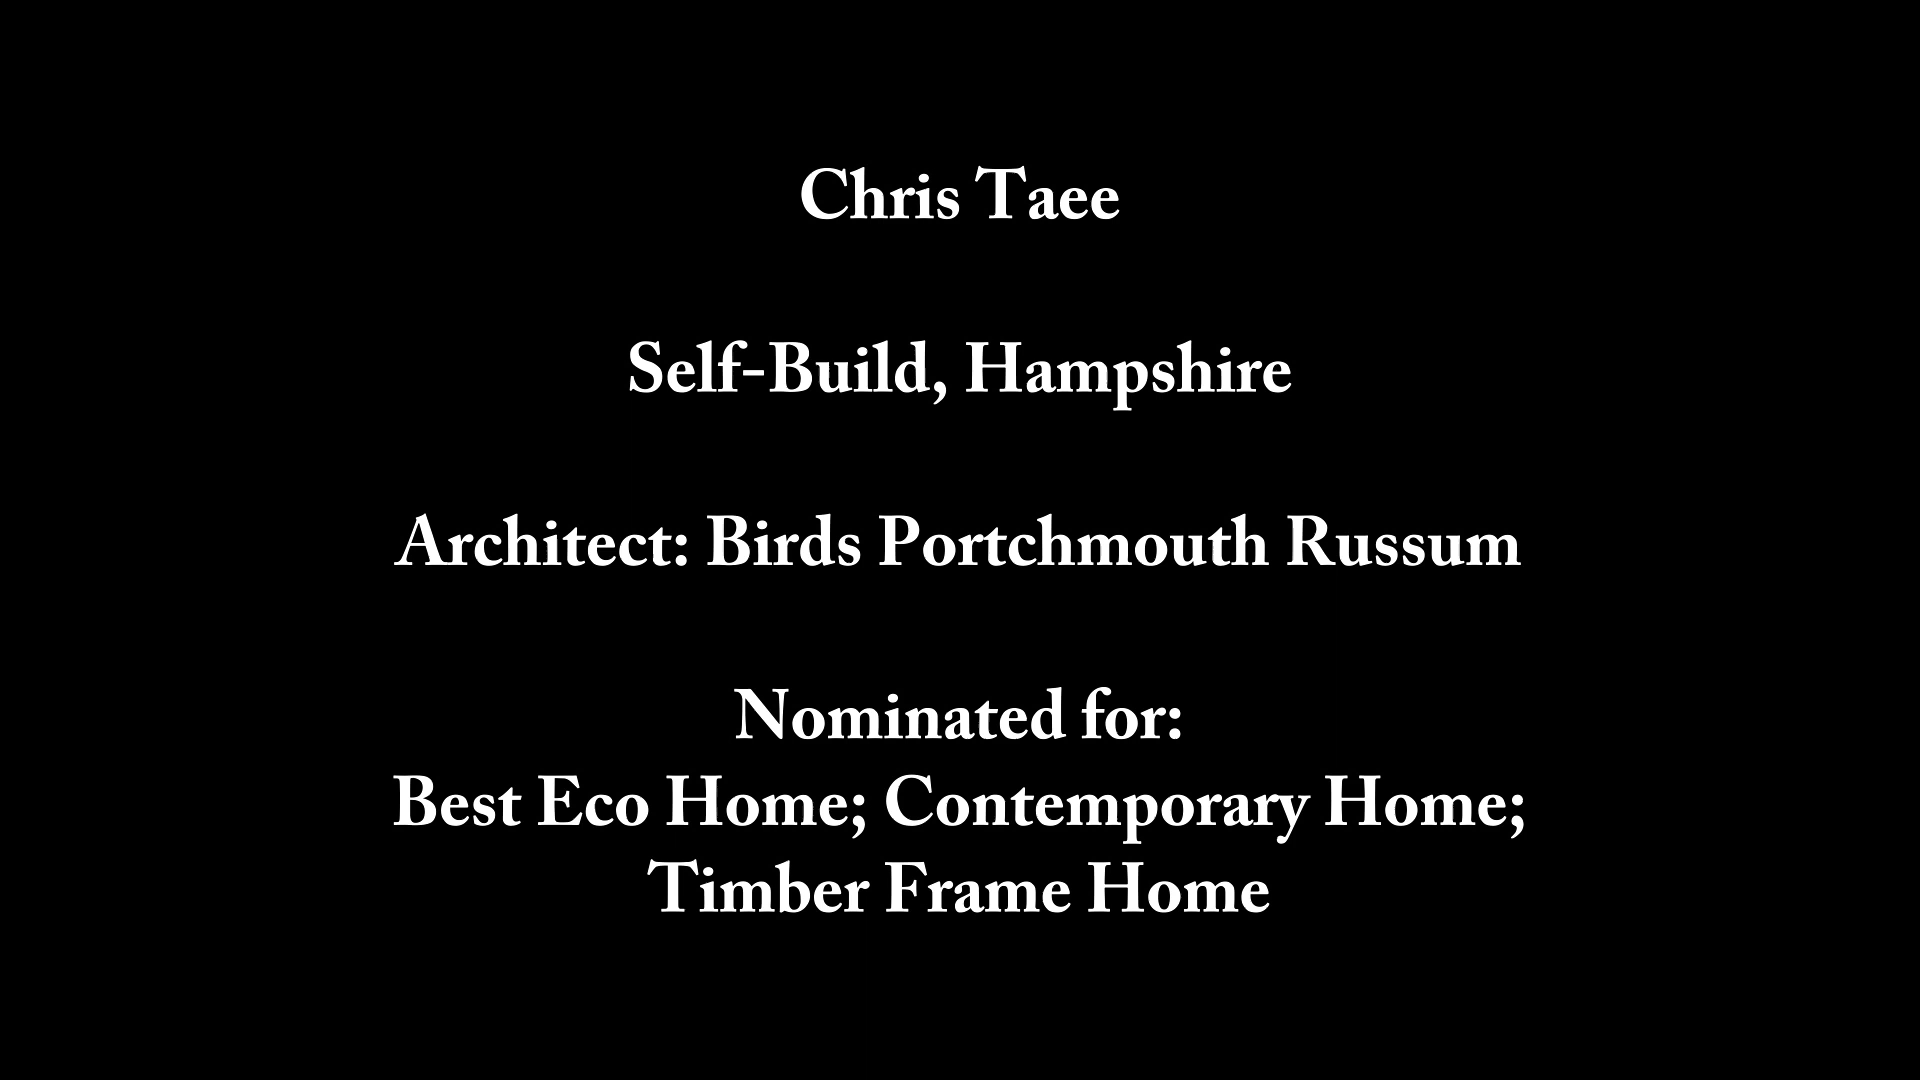 Chris Taee
Self-Build, Hampshire
Architect: Birds Portchmouth Russum
Nominated for:
Best Eco Home; Contemporary Home;
Timber Frame Home